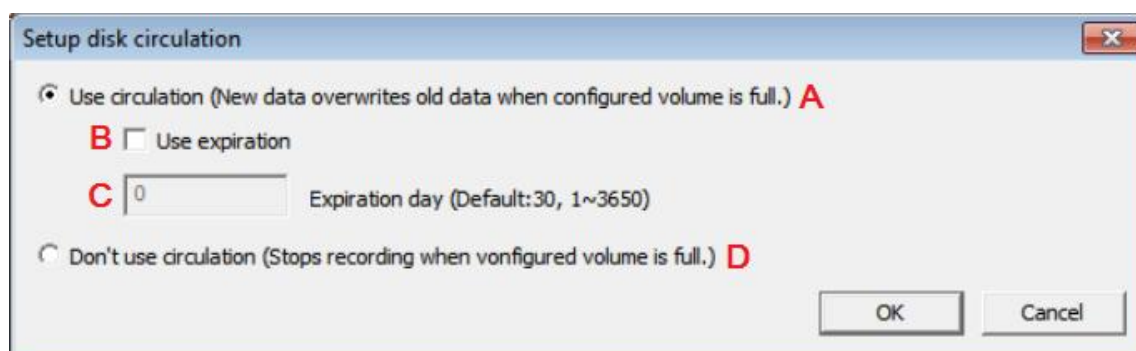 Setup disk circulation
Use circulation (New data overwrites old data when configured volume is full.) A
B Use expiration
C 0 Expiration day (Default:30, 1~3650)
Don't use circulation (Stops recording when vonfigured volume is full.) D
OK Cancel